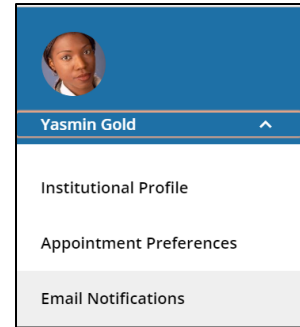 Yasmin Gold
Institutional Profile
Appointment Preferences
Email Notifications